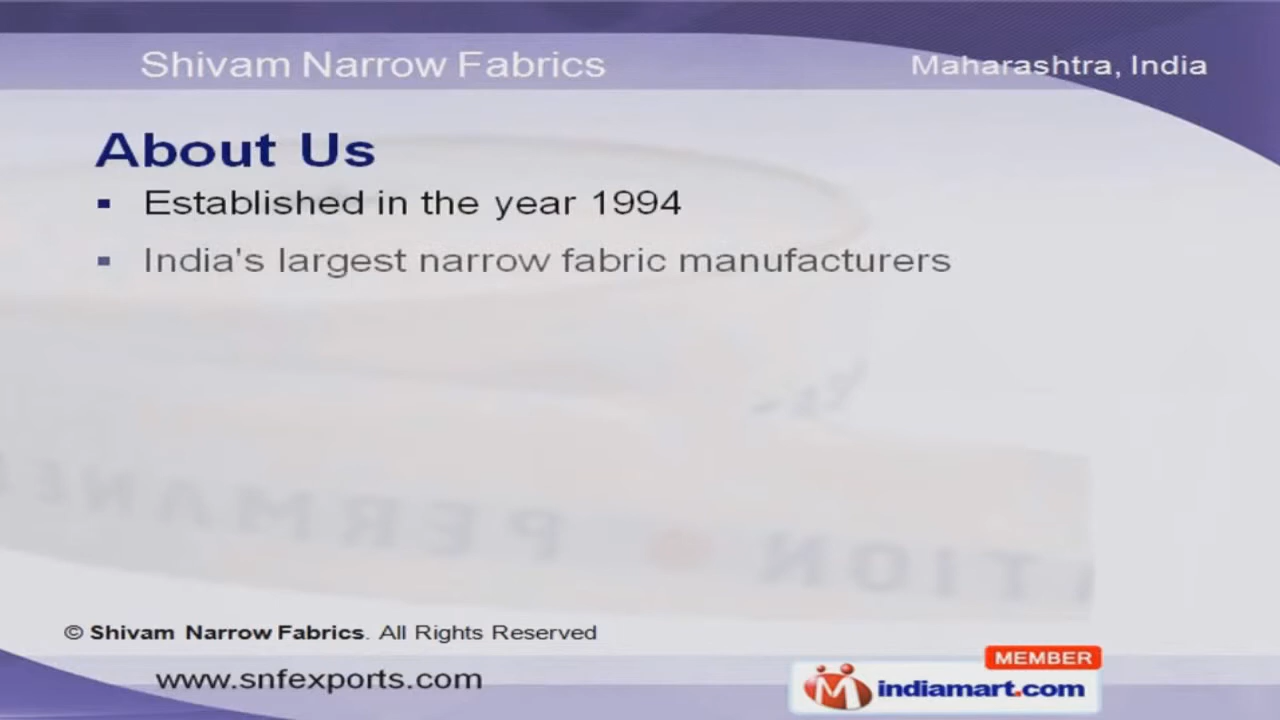 Shivam Narrow Fabrics
Maharashtra, India
About Us
▪ Established in the year 1994
▪ India's largest narrow fabric manufacturers
PERMANE
TION
© Shivam Narrow Fabrics. All Rights Reserved
www.snfexports.com
MEMBER
indiamart.com